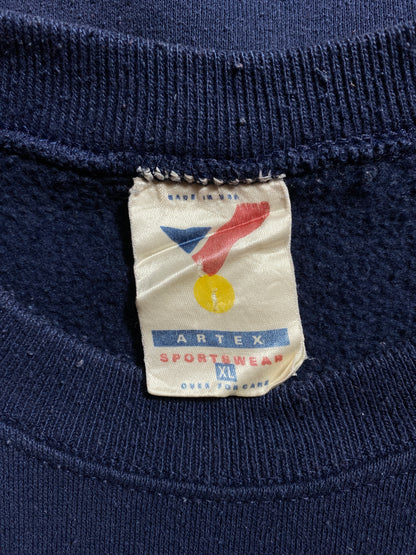 MADE IN USA
ARTEX
SPORTSWEAR
XL
OVER FOR CARE